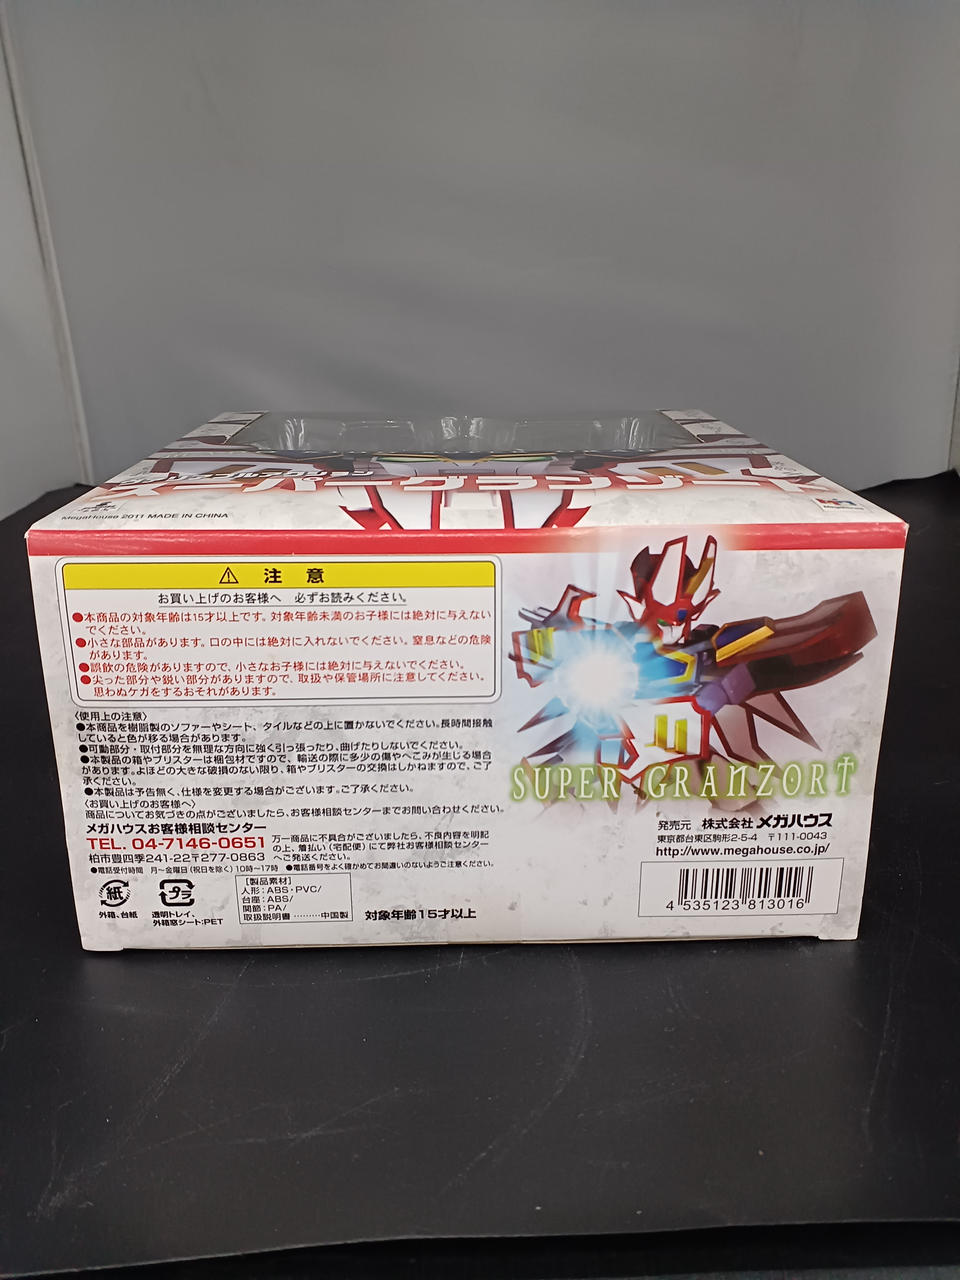 スーパーグランゾート
MegaHouse 2011 MADE IN CHINA
注意
お買い上げのお客様へ 必ずお読みください。
●本商品の対象年齢は15才以上です。対象年齢未満のお子様には絶対に与えない
でください。
●小さな部品があります。口の中には絶対に入れないでください。窒息などの危険
があります。
●誤飲の危険がありますので、小さなお子様には絶対に与えないでください。
●尖った部分や鋭い部分がありますので、取扱や保管場所に注意してください。
思わぬケガをするおそれがあります。
〈使用上の注意〉
●本商品を樹脂製のソファーやシート、タイルなどの上に置かないでください。長時間接触
していると色が移る場合があります。
●可動部分・取付部分を無理な方向に強く引っ張ったり、曲げたりしないでください。
●本製品の箱やブリスターは梱包材ですので、輸送の際に多少の傷やへこみが生じる場合
があります。よほどの大きな破損のない限り、箱やブリスターの交換はしかねますので、ご了
承ください。
●本製品は予告無く、仕様を変更する場合がございます。ご了承ください。
〈お買い上げのお客様へ〉
商品についてお気づきの点がございましたら、お客様相談センターまでお問い合わせください。
メガハウスお客様相談センター
TEL. 04-7146-0651
柏市豊四季241-22〒277-0863
万一商品に不具合がございましたら、不良内容を明記
の上、着払い(宅配便)にて弊社お客様相談センター
へご発送ください。
●電話受付時間 月〜金曜日(祝日を除く)10時〜17時 ●電話番号をよく確かめてお間違いのないようご注意ください。
紙
外箱、台紙
プラ
透明トレイ、
外箱窓シート:PET
[製品素材]
人形:ABS・PVC/
台座:ABS/
関節:PA/
取扱説明書………中国製
対象年齢15才以上
SUPER GRANZORT
発売元 株式会社メガハウス
東京都台東区駒形2-5-4 〒111-0043
http://www.megahouse.co.jp/
4 535123 813016